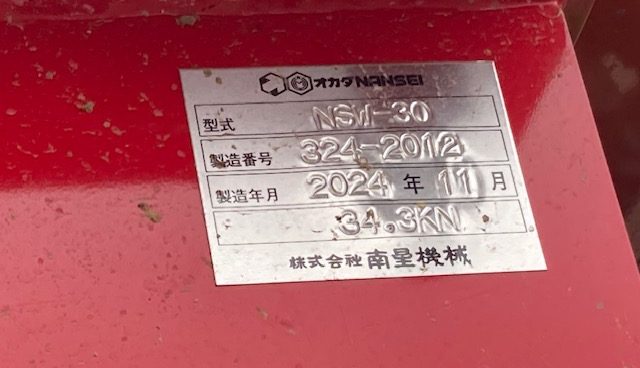 オカダNANSEI
型式 NSW-30
製造番号 324-2012
製造年月 2024 年 11 月
34.3KN
株式会社 南星機械